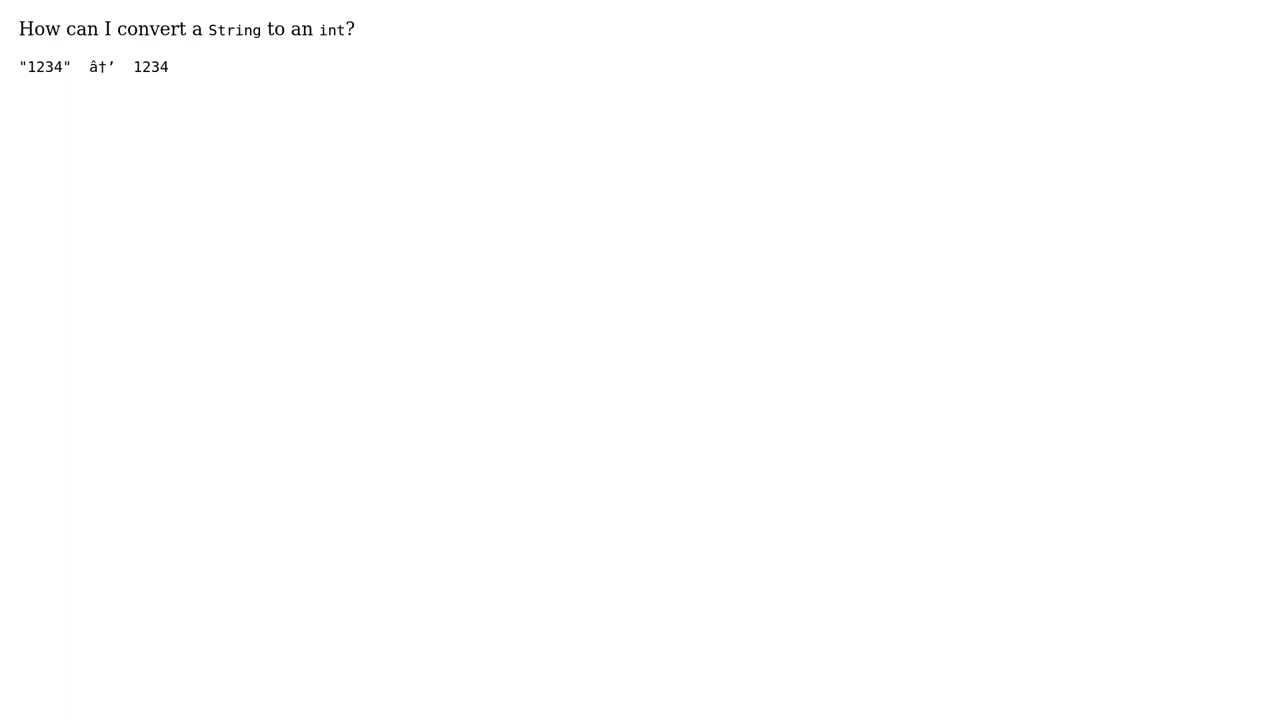 How can I convert a String to an int?
"1234"  â†’  1234